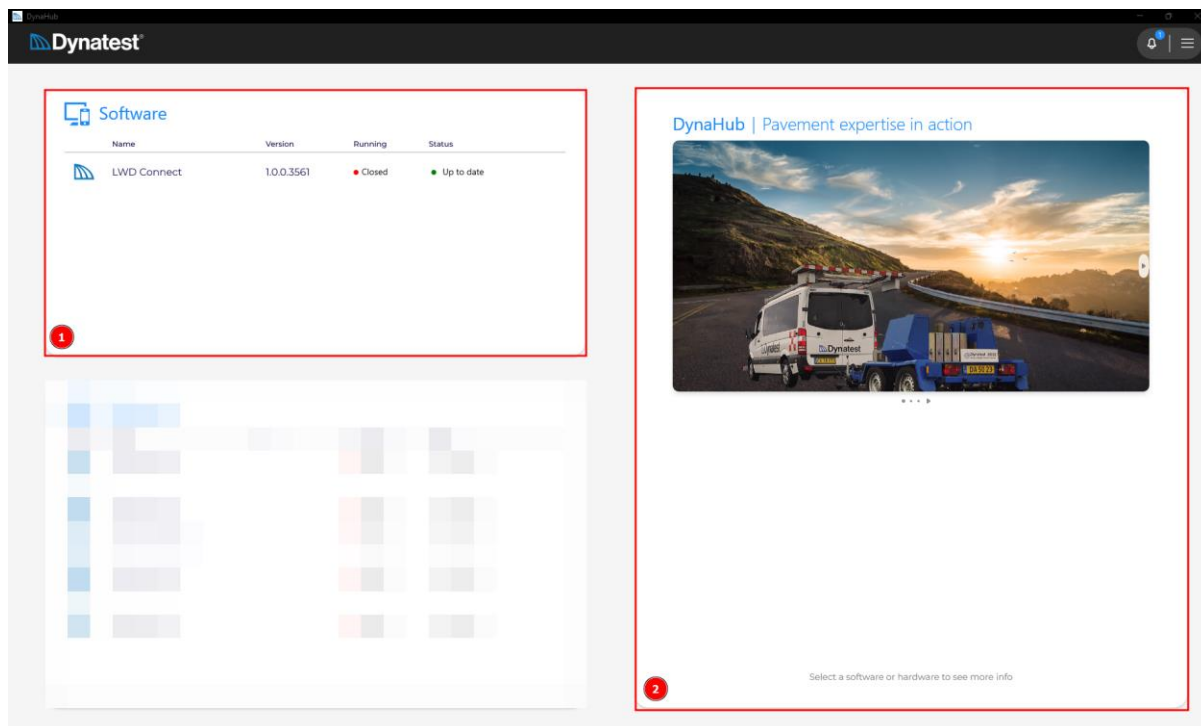 DynaHub
Dynatest®
1
Software
Name Version Running Status
LWD Connect 1.0.0.3561 Closed Up to date
1
DynaHub | Pavement expertise in action
Dynatest
Select a software or hardware to see more info
2